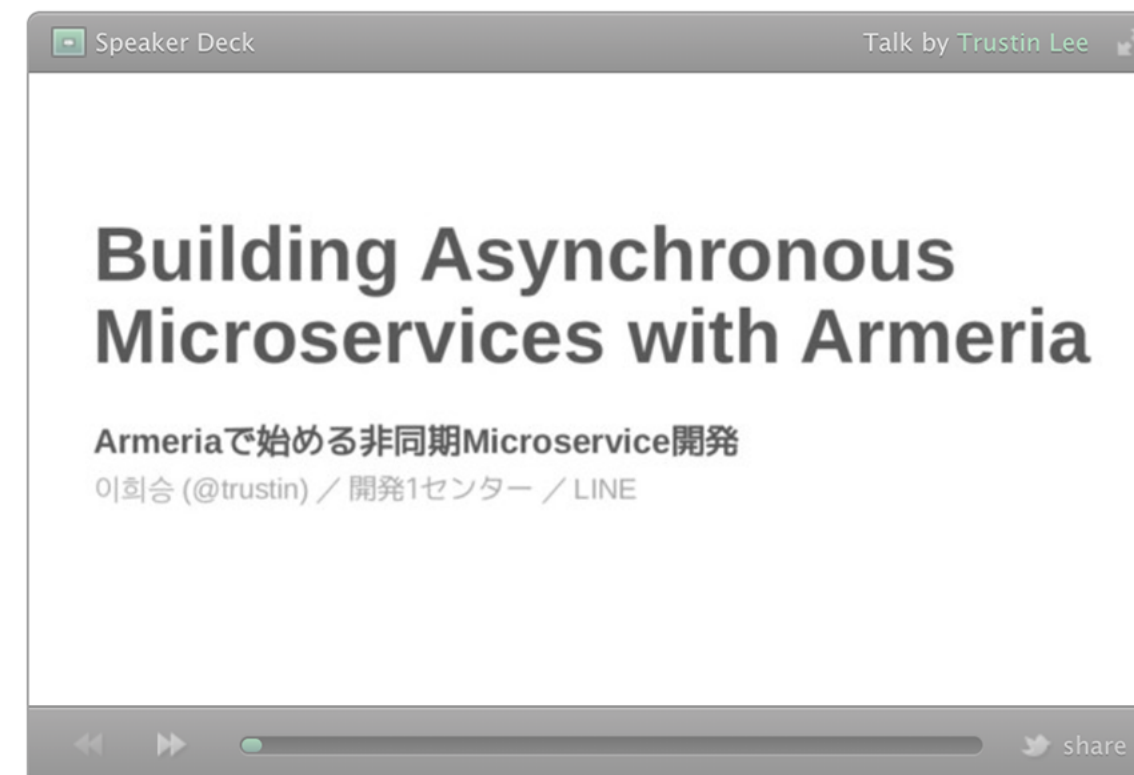 Speaker Deck
Talk by Trustin Lee
Building Asynchronous
Microservices with Armeria
Armeriaで始める非同期Microservice開発
이희승 (@trustin) ／ 開発1センター ／ LINE
share